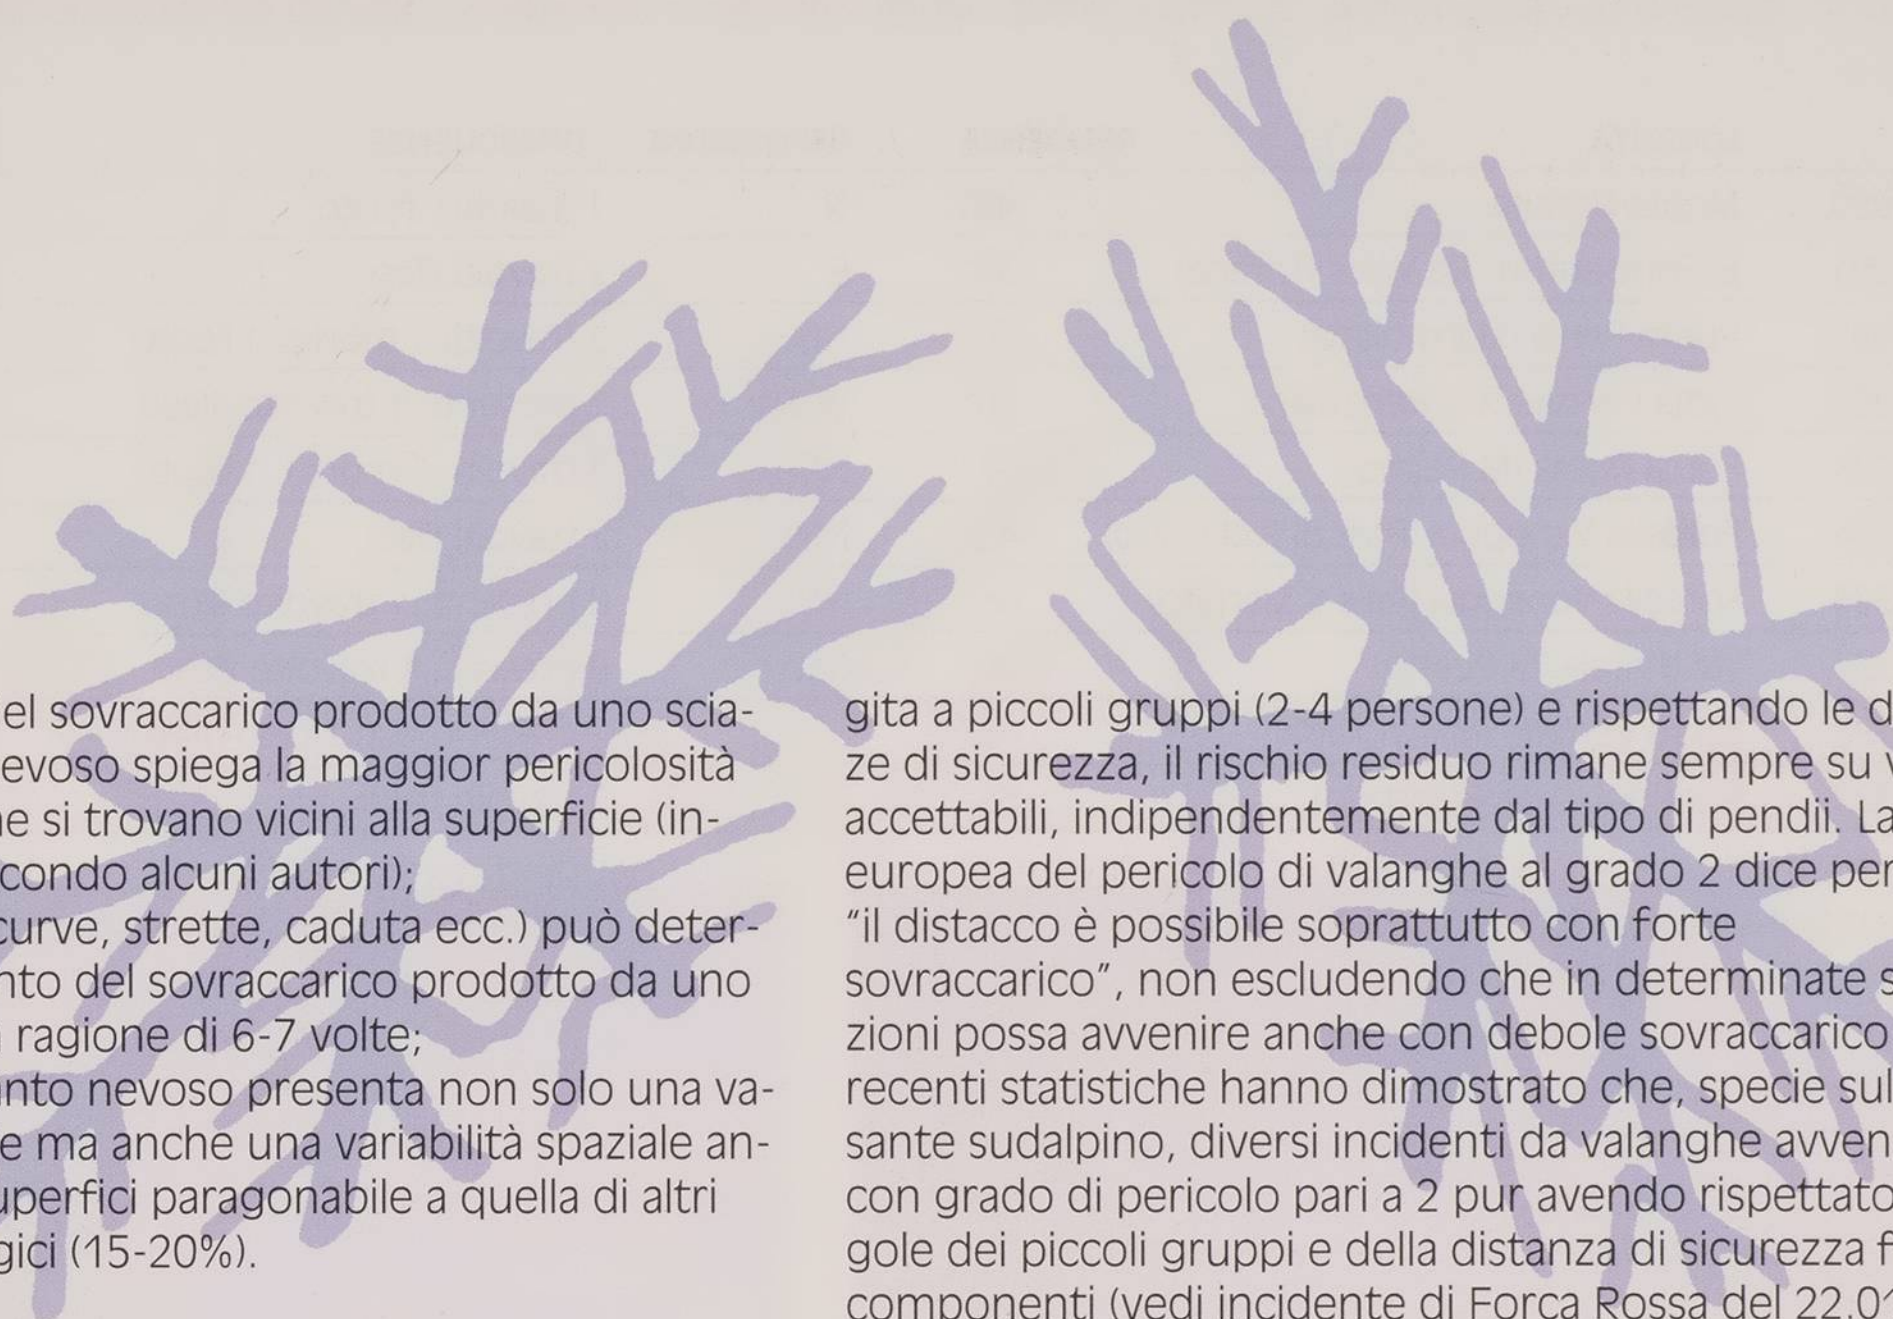 el sovraccarico prodotto da uno scia-
evoso spiega la maggior pericolosità
e si trovano vicini alla superficie (in-
condo alcuni autori);
curve, strette, caduta ecc.) può deter-
nto del sovraccarico prodotto da uno
ragione di 6-7 volte;
nto nevoso presenta non solo una va-
e ma anche una variabilità spaziale an-
uperfici paragonabile a quella di altri
gici (15-20%).
gita a piccoli gruppi (2-4 persone) e rispettando le d
ze di sicurezza, il rischio residuo rimane sempre su v
accettabili, indipendentemente dal tipo di pendii. La
europea del pericolo di valanghe al grado 2 dice per
“il distacco è possibile soprattutto con forte
sovraccarico”, non escludendo che in determinate s
zioni possa avvenire anche con debole sovraccarico
recenti statistiche hanno dimostrato che, specie sul
sante sudalpino, diversi incidenti da valanghe avven
con grado di pericolo pari a 2 pur avendo rispettato
gole dei piccoli gruppi e della distanza di sicurezza f
componenti (vedi incidente di Forca Rossa del 22.01